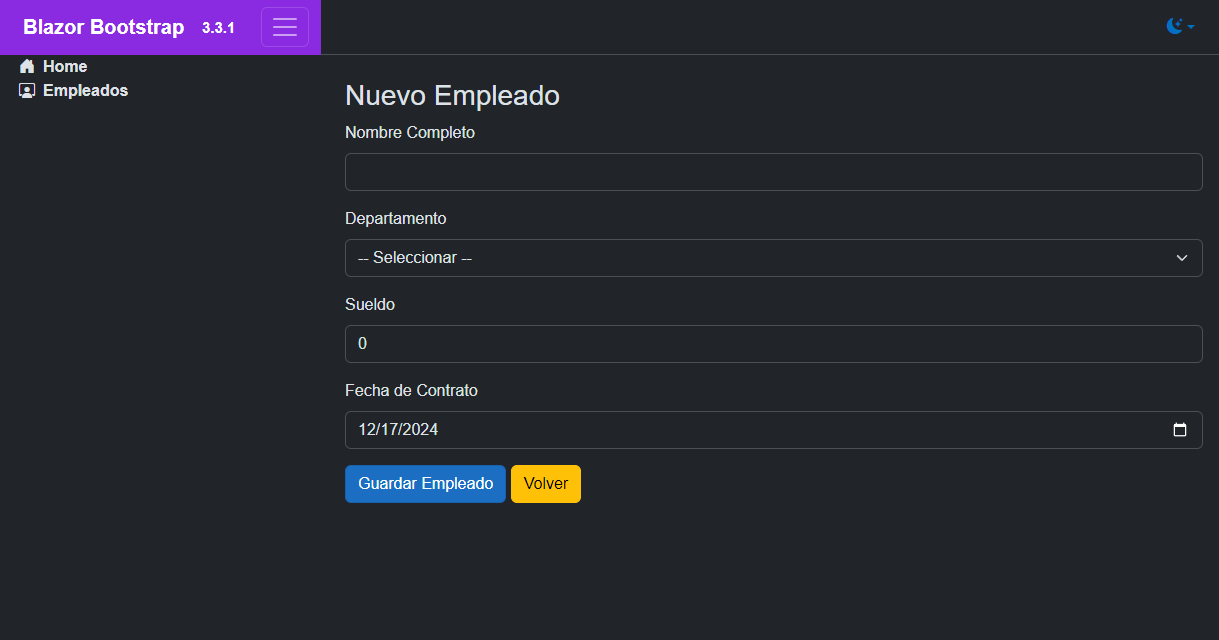 Blazor Bootstrap 3.3.1
Home
Empleados
Nuevo Empleado
Nombre Completo
Departamento
-- Seleccionar --
Sueldo
0
Fecha de Contrato
12/17/2024
Guardar Empleado Volver